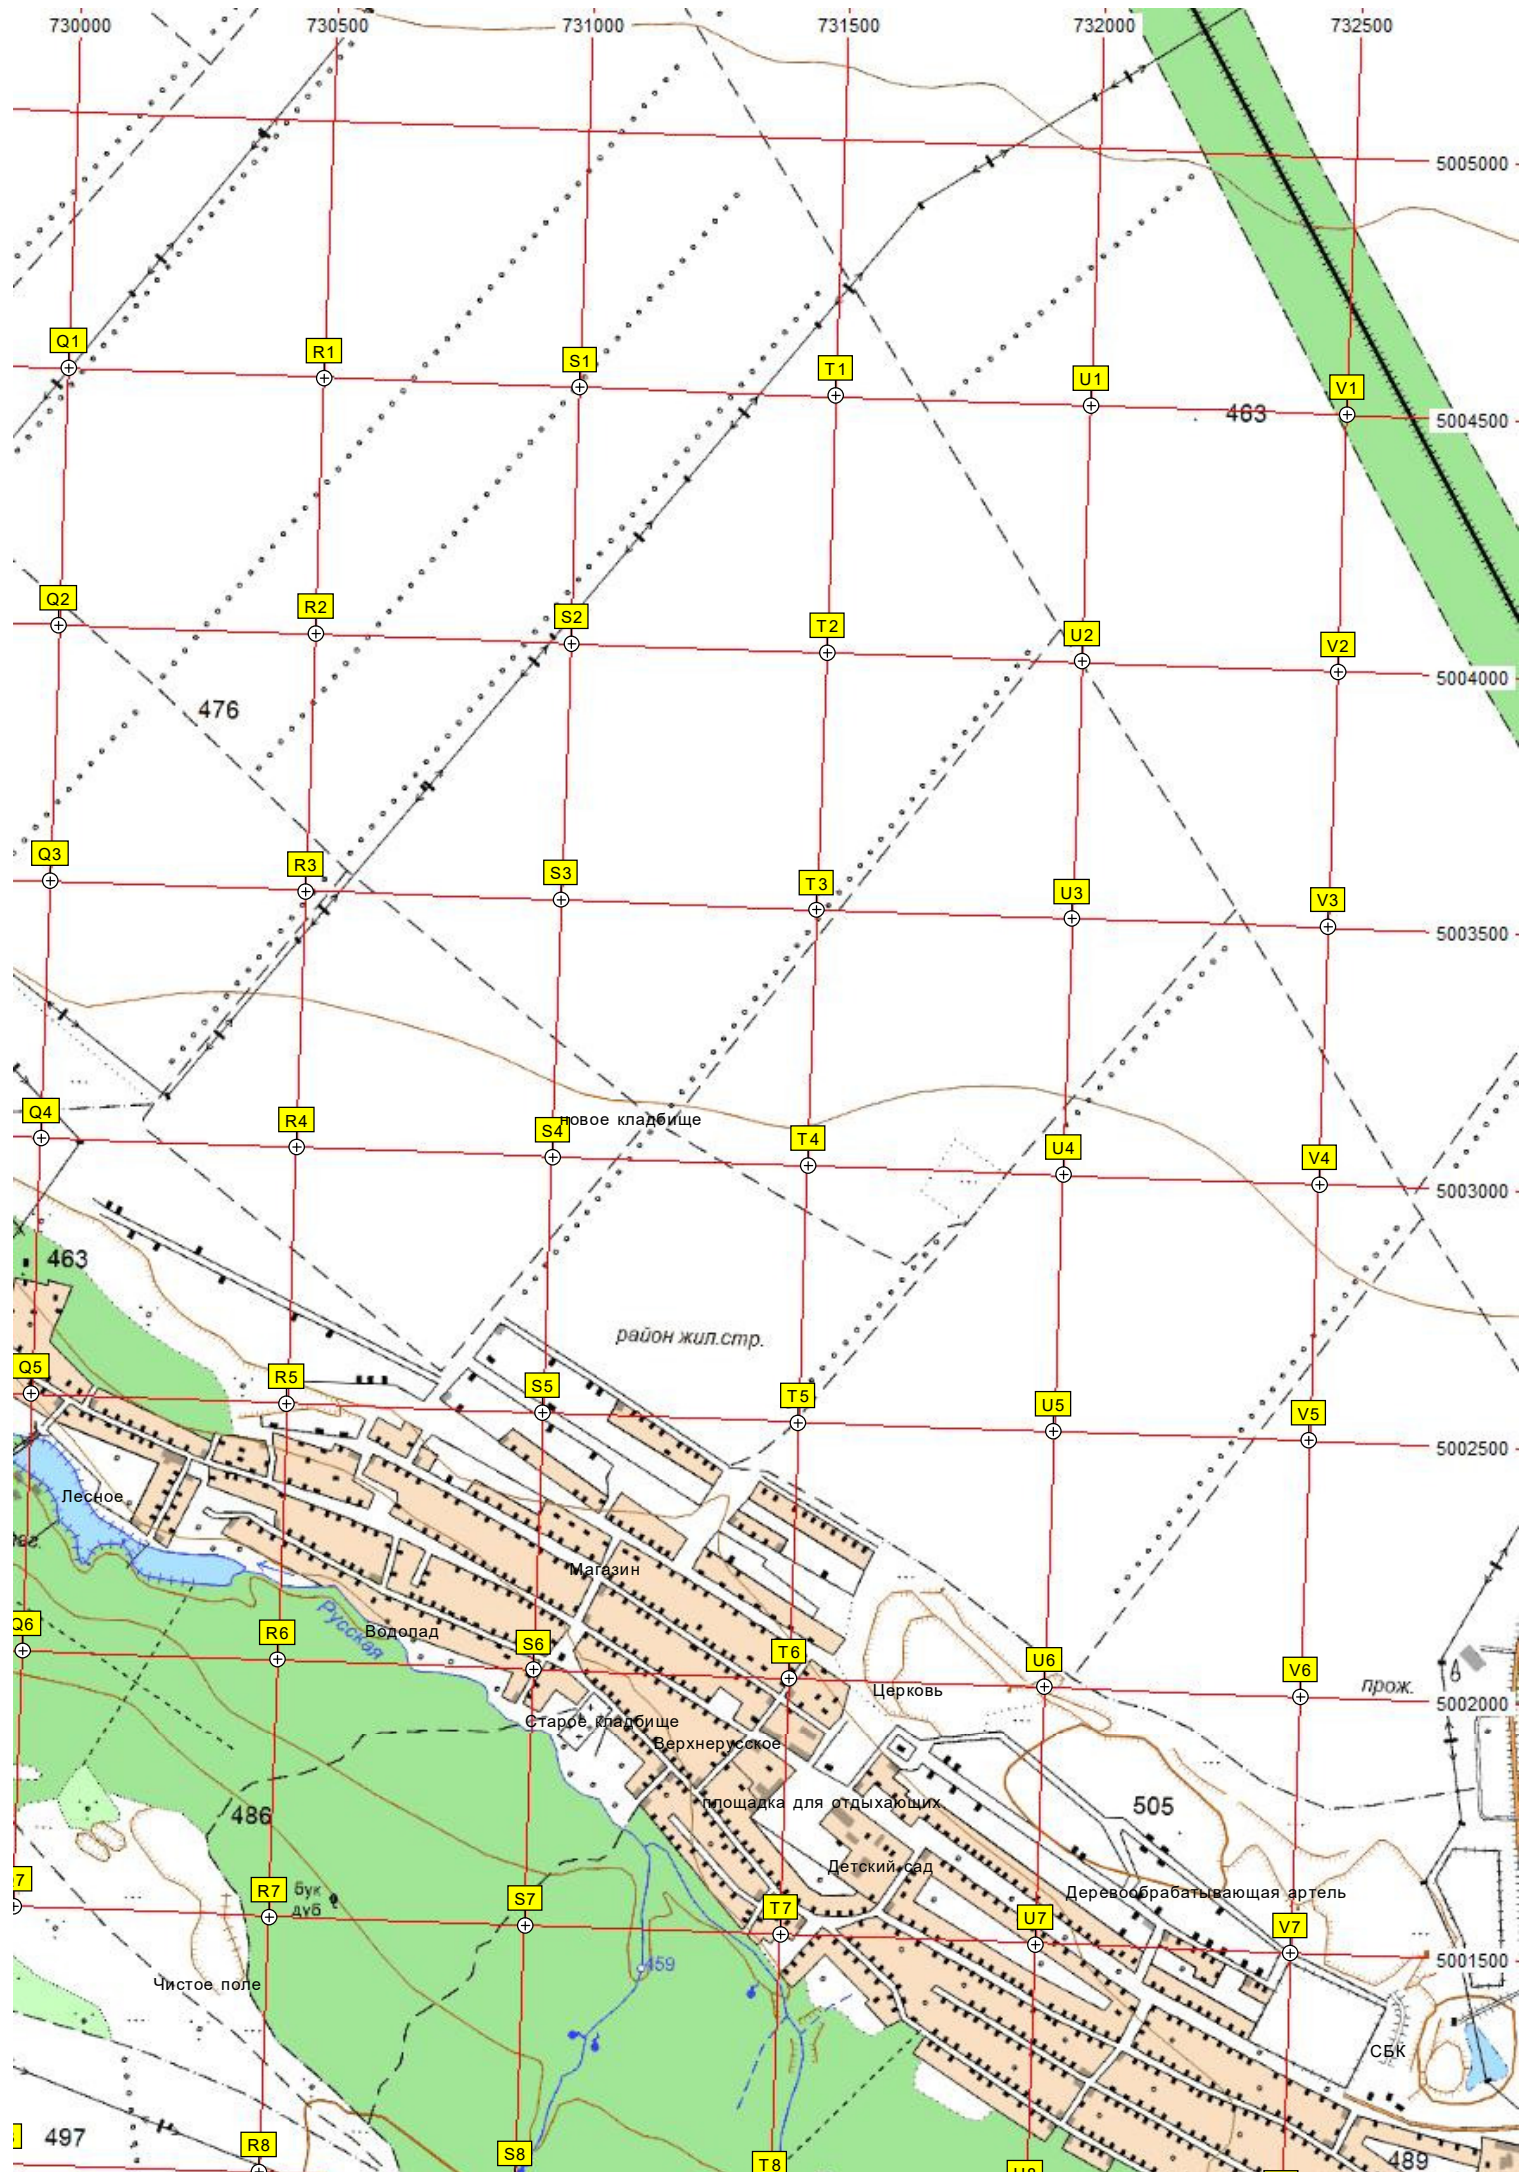 730000 730500 731000 731500 732000 732500
5005000
Q1 R1 S1 T1 U1 V1
463
5004500
Q2 R2 S2 T2 U2 V2
5004000
476
Q3 R3 S3 T3 U3 V3
5003500
Q4 R4 S4 T4 U4 V4
новое кладбище
5003000
463
район жил.стр.
Q5 R5 S5 T5 U5 V5
5002500
Лесное
Магазин
Русская
Водопад
Q6 R6 S6 T6 U6 V6
Церковь
прож.
5002000
Старое кладбище
Верхнерусское
площадка для отдыхающих
505
486
Детский сад
Деревообрабатывающая артель
7 R7 S7 T7 U7 V7
бук
дуб
459
5001500
Чистое поле
СБК
497
R8 S8 T8 U8
489